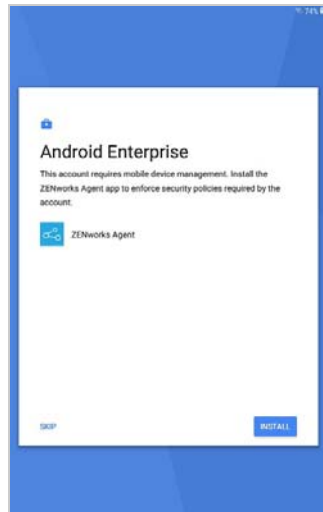 74%
Android Enterprise
This account requires mobile device management. Install the
ZENworks Agent app to enforce security policies required by the
account.
ZENworks Agent
SKIP
INSTALL